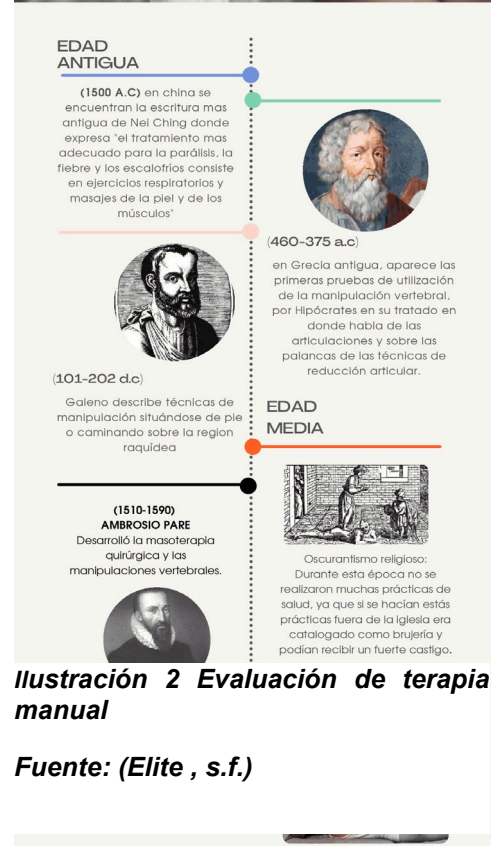 EDAD
ANTIGUA
(1500 A.C) en china se
encuentran la escritura mas
antigua de Nei Ching donde
expresa "el tratamiento mas
adecuado para la parálisis, la
fiebre y los escalofríos consiste
en ejercicios respiratorios y
masajes de la piel y de los
músculos"
(460-375 a.c)
en Grecia antigua, aparece las
primeras pruebas de utilización
de la manipulación vertebral,
por Hipócrates en su tratado en
donde habla de las
articulaciones y sobre las
palancas de las técnicas de
reducción articular.
(101-202 d.c)
Galeno describe técnicas de
manipulación situándose de pie
o caminando sobre la region
raquídea
EDAD
MEDIA
Oscurantismo religioso:
Durante esta época no se
realizaron muchas prácticas de
salud, ya que si se hacían estás
prácticas fuera de la Iglesia era
catalogado como brujería y
podían recibir un fuerte castigo.
(1510-1590)
AMBROSIO PARE
Desarrolló la masoterapia
quirúrgica y las
manipulaciones vertebrales.
Ilustración 2 Evaluación de terapia
manual
Fuente: (Elite , s.f.)